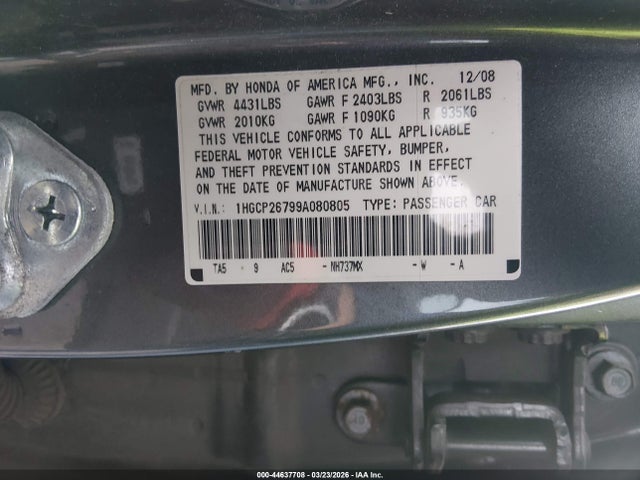 MFD. BY HONDA OF AMERICA MFG., INC. 12/08
GVWR 4431LBS GAWR F 2403LBS R 2061LBS
GVWR 2010KG GAWR F 1090KG R 935KG
THIS VEHICLE CONFORMS TO ALL APPLICABLE
FEDERAL MOTOR VEHICLE SAFETY, BUMPER,
AND THEFT PREVENTION STANDARDS IN EFFECT
ON THE DATE OF MANUFACTURE SHOWN ABOVE.
V.I.N.: 1HGCP26799A080805 TYPE: PASSENGER CAR
TA5 - 9 AC5 - NH737MX - W - A
000-44637708 - 03/23/2026 - IAA Inc.